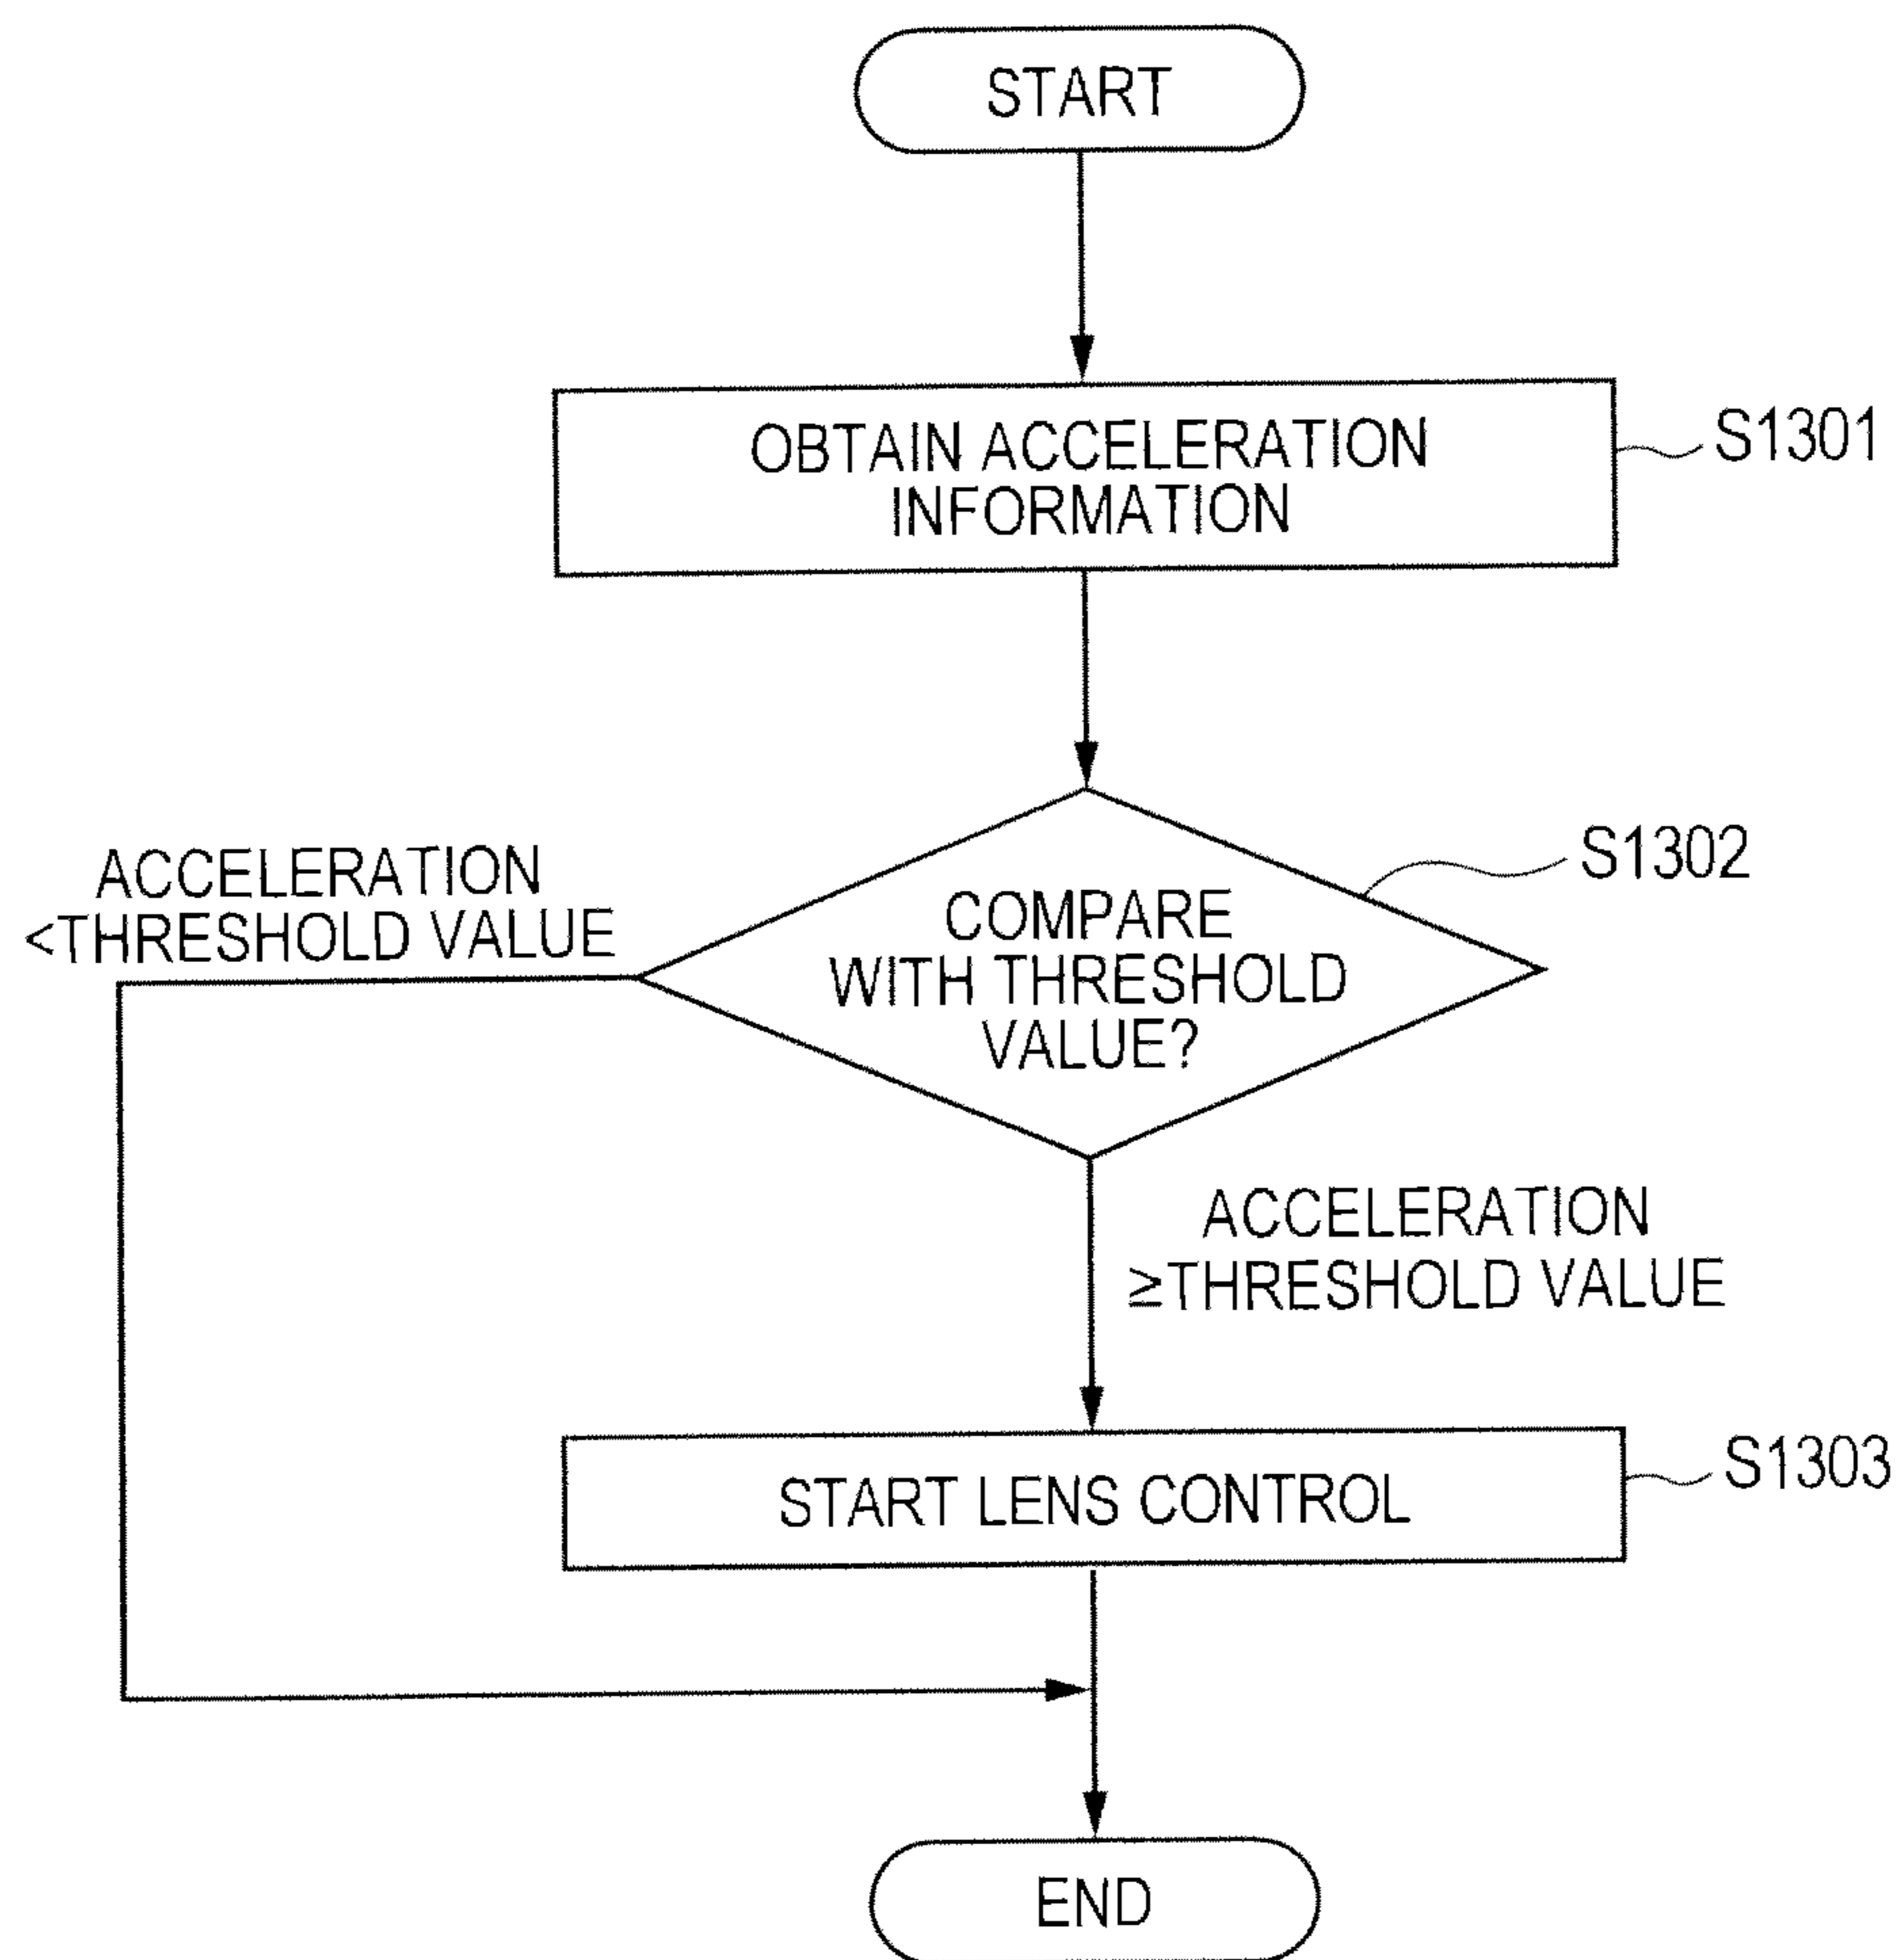 START
OBTAIN ACCELERATION
INFORMATION
S1301
S1302
ACCELERATION
<THRESHOLD VALUE
COMPARE
WITH THRESHOLD
VALUE?
ACCELERATION
≥THRESHOLD VALUE
START LENS CONTROL
S1303
END